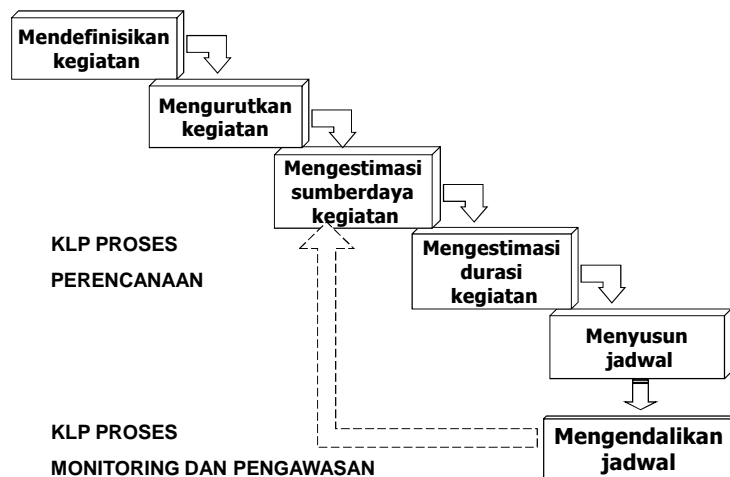 Mendefinisikan
kegiatan
Mengurutkan
kegiatan
Mengestimasi
sumberdaya
kegiatan
KLP PROSES
PERENCANAAN
Mengestimasi
durasi
kegiatan
Menyusun
jadwal
KLP PROSES
MONITORING DAN PENGAWASAN
Mengendalikan
jadwal